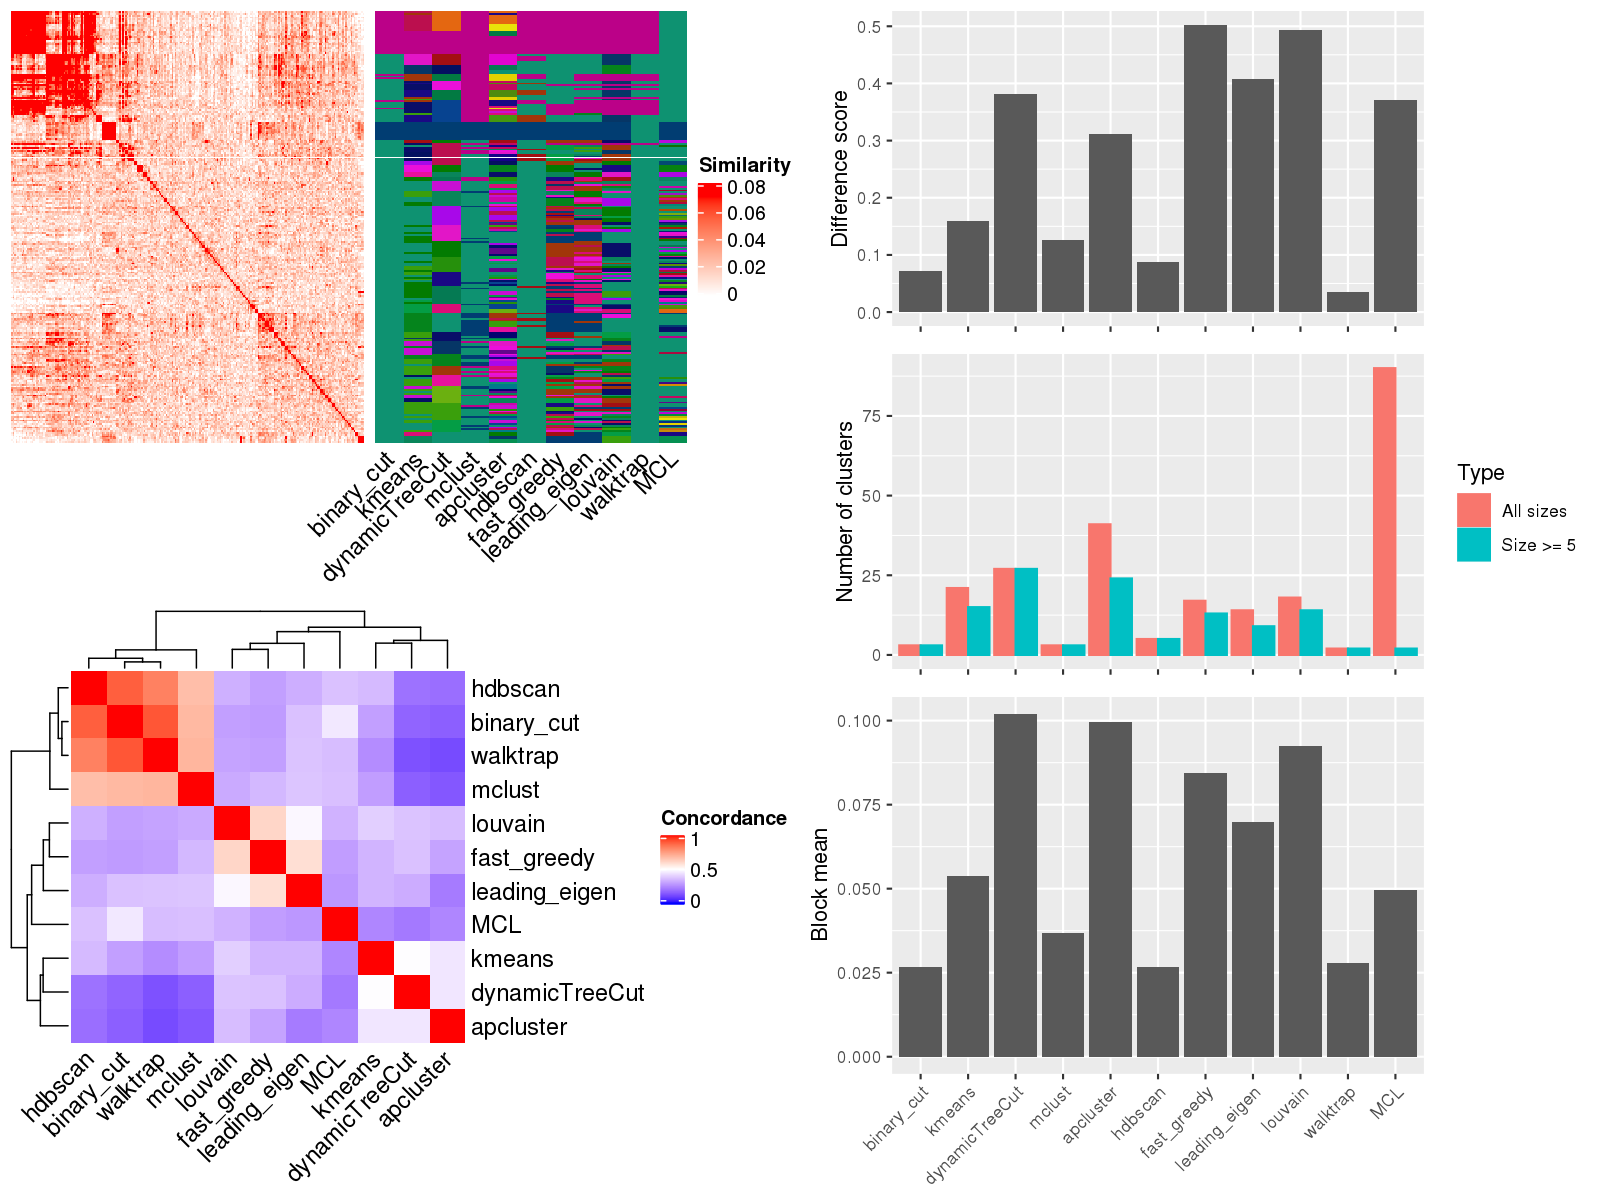 Similarity
0.08
0.06
0.04
0.02
0
binary_cut
kmeans
dynamicTreeCut
mclust
apcluster
hdbscan
fast_greedy
leading_eigen
louvain
walktrap
MCL
hdbscan
binary_cut
walktrap
mclust
louvain
fast_greedy
leading_eigen
MCL
kmeans
dynamicTreeCut
apcluster
hdbscan
binary_cut
walktrap
mclust
louvain
fast_greedy
leading_eigen
MCL
kmeans
dynamicTreeCut
apcluster
Concordance
1
0.5
0
Difference score
0.5
0.4
0.3
0.2
0.1
0.0
Number of clusters
75
50
25
0
Type
All sizes
Size >= 5
Block mean
0.100
0.075
0.050
0.025
0.000
binary_cut
kmeans
dynamicTreeCut
mclust
apcluster
hdbscan
fast_greedy
leading_eigen
louvain
walktrap
MCL